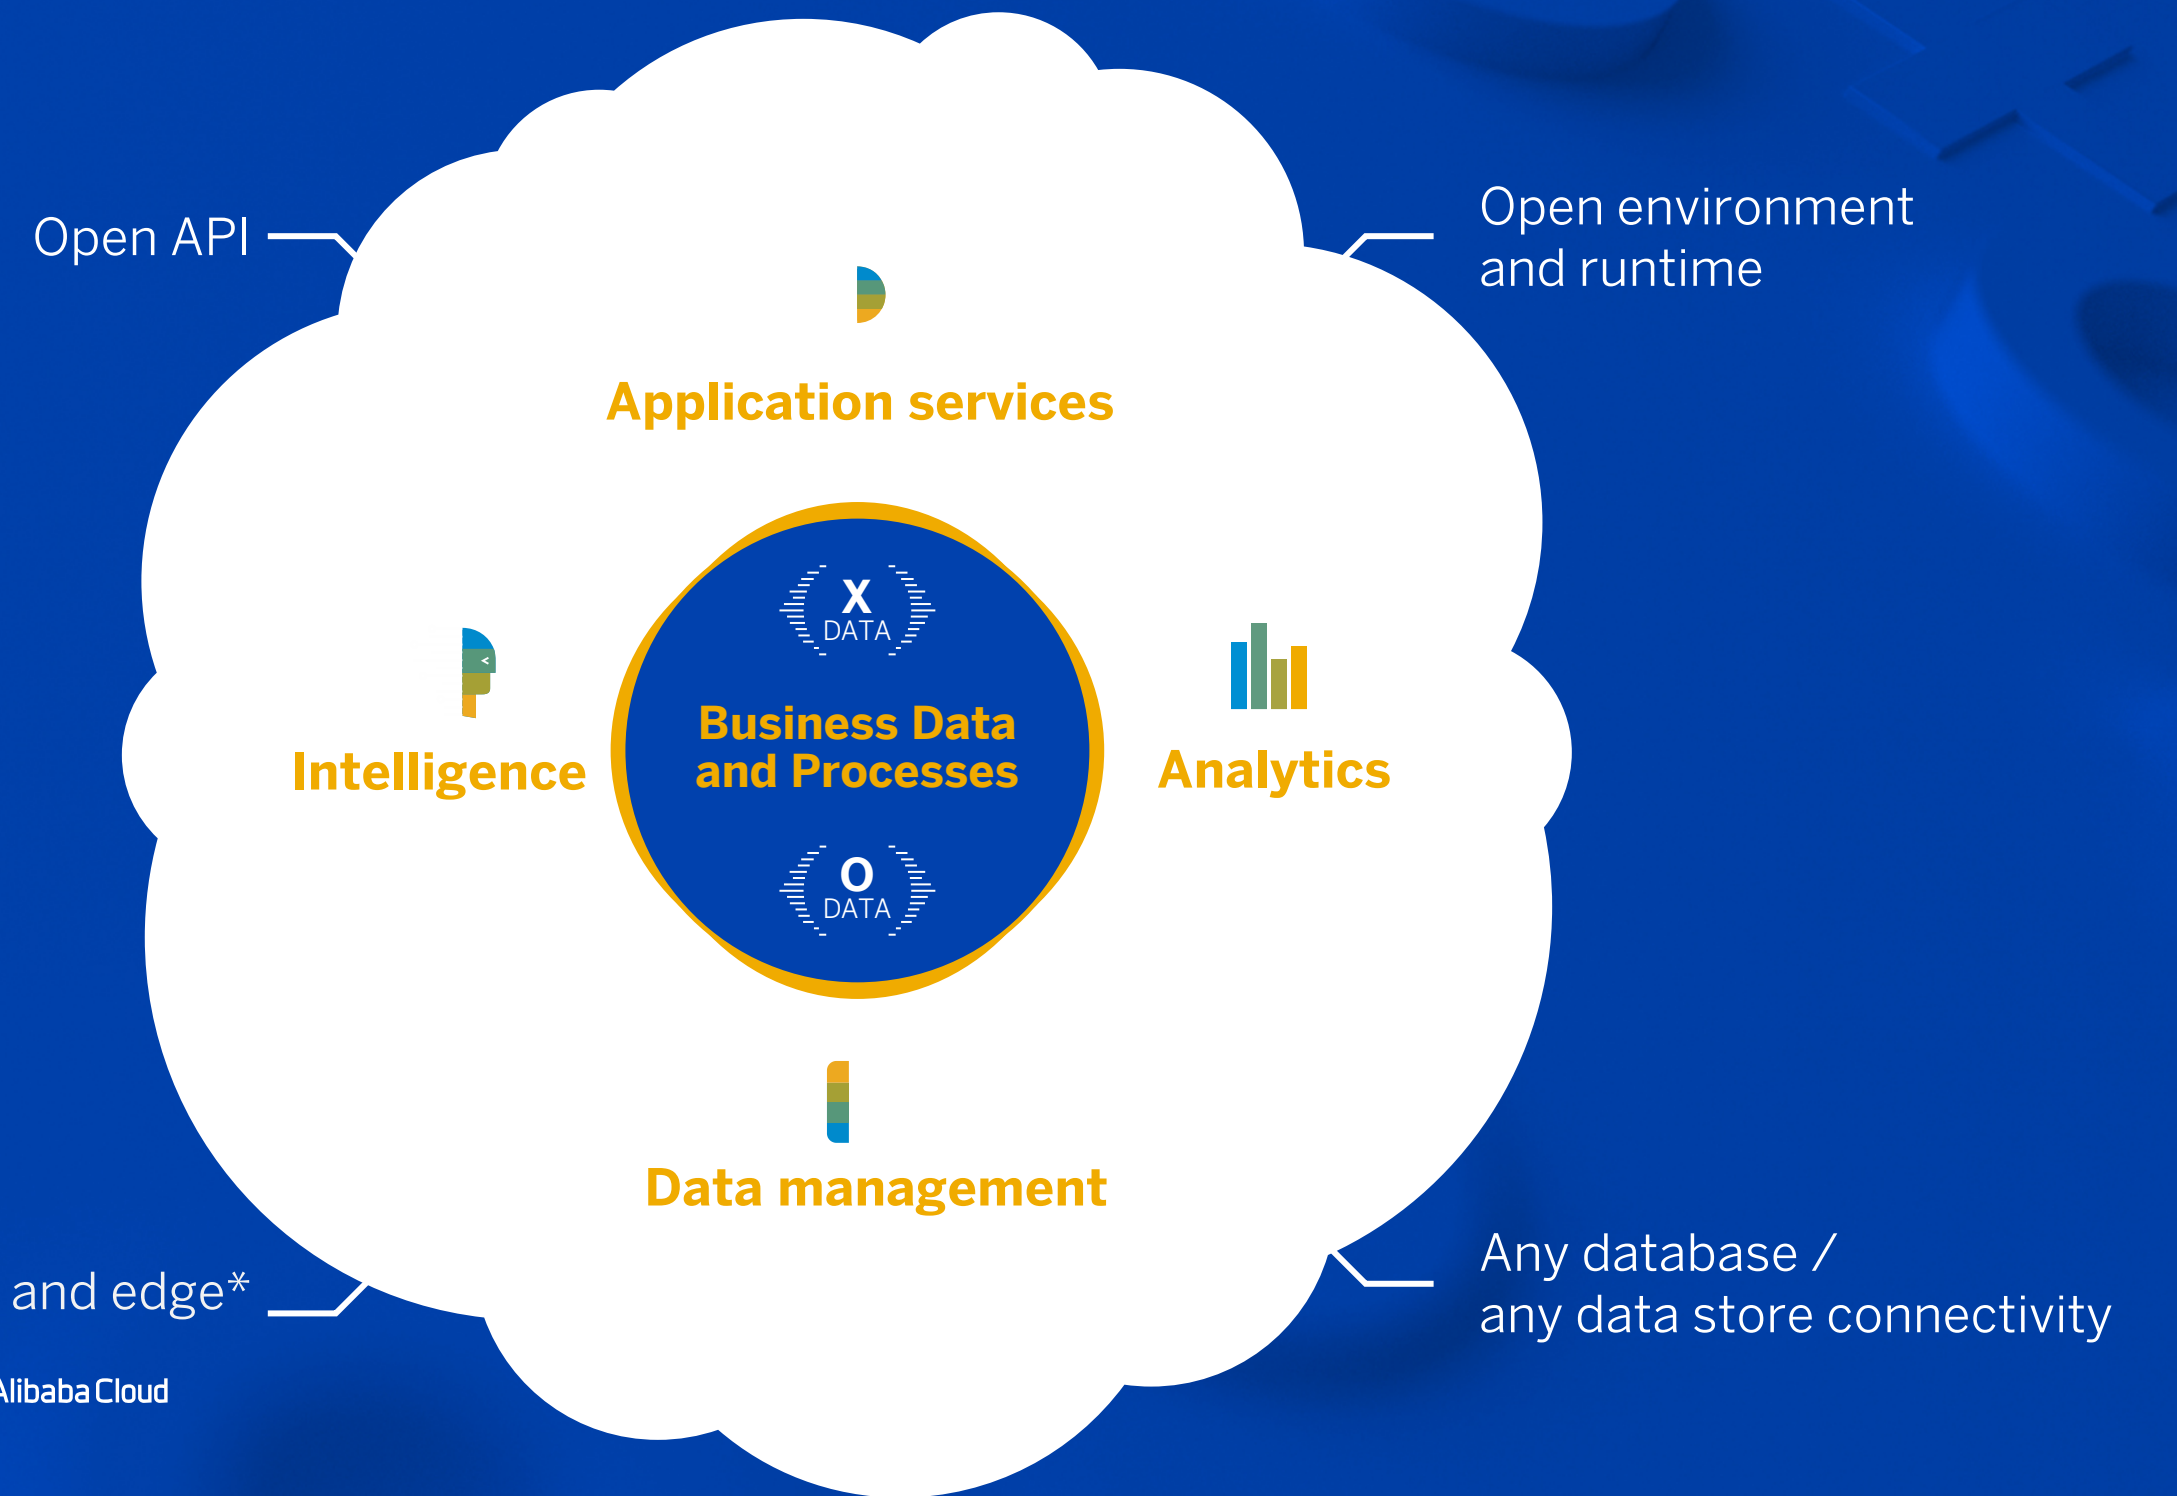 Open API
Open environment
and runtime
Application services
X
DATA
Business Data
and Processes
O
DATA
Intelligence
Analytics
Data management
and edge*
Any database /
any data store connectivity
Alibaba Cloud